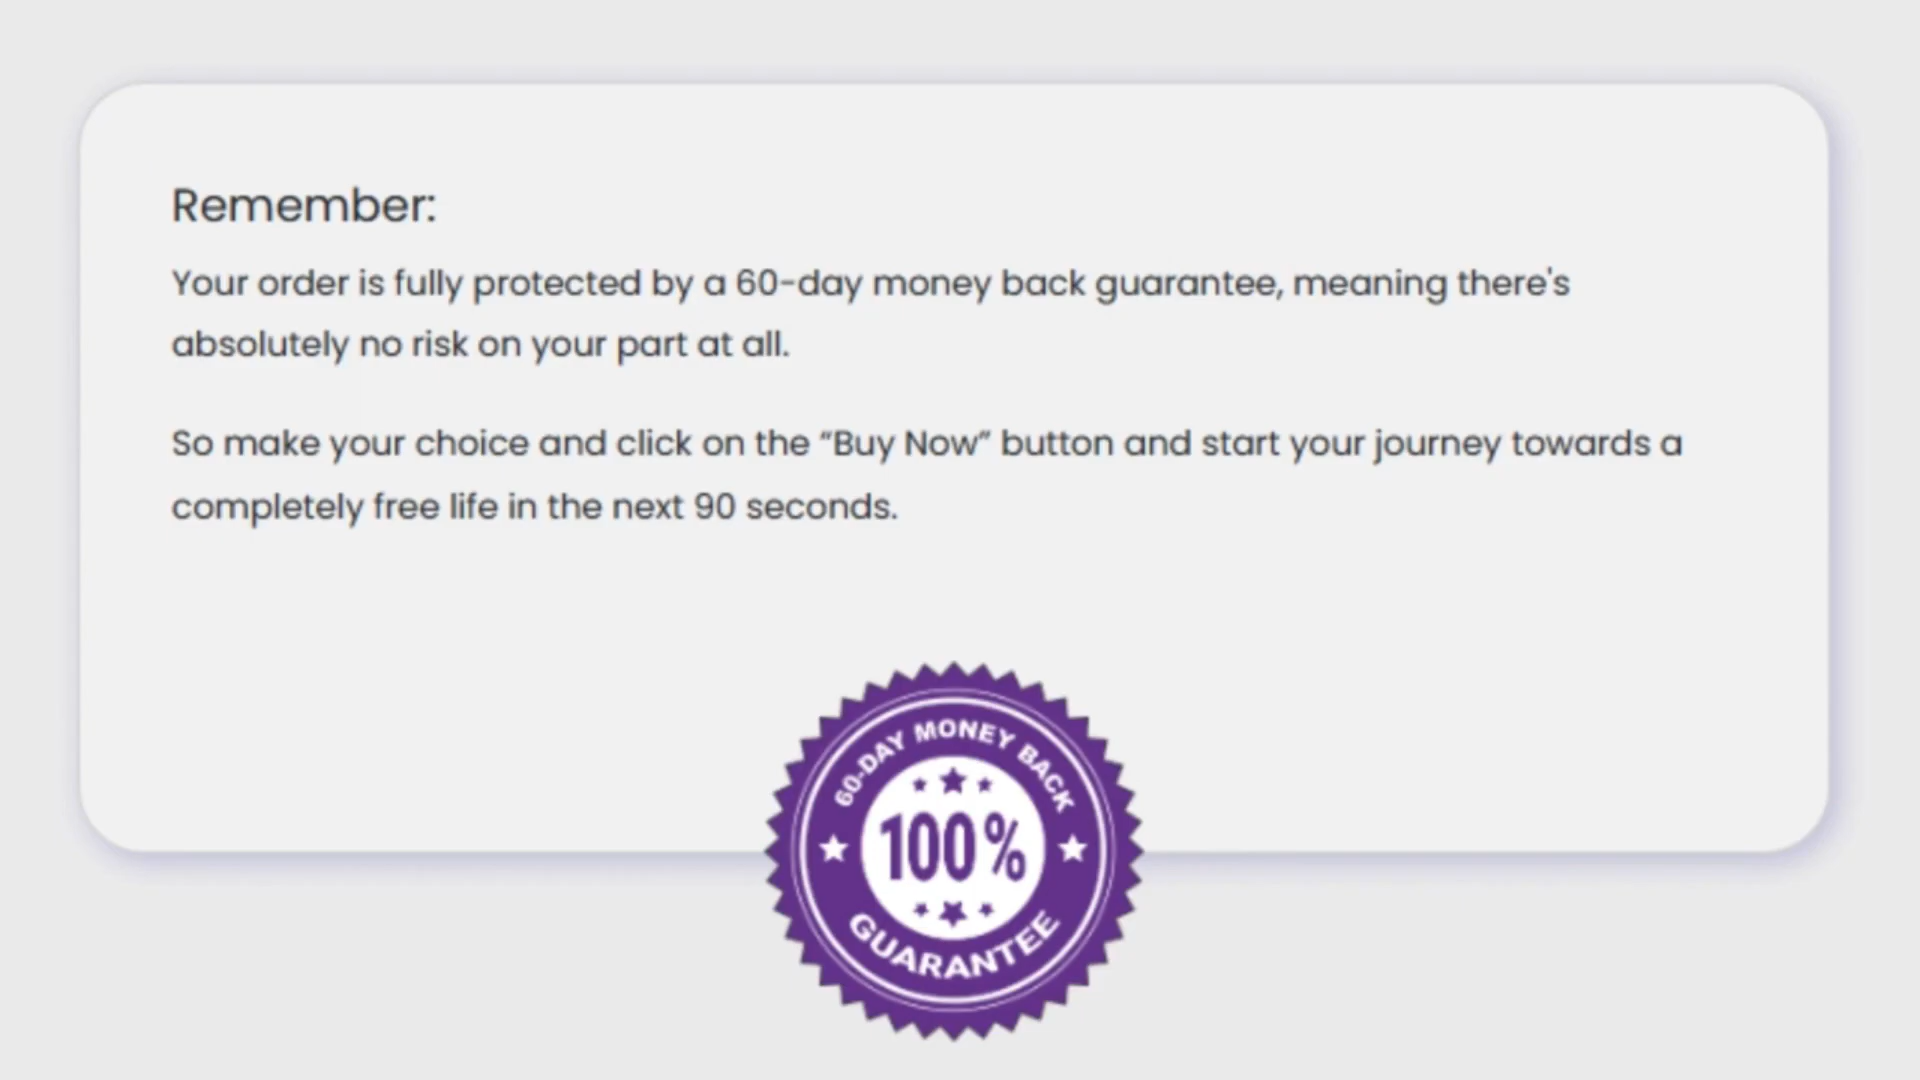 Remember:
Your order is fully protected by a 60-day money back guarantee, meaning there's
absolutely no risk on your part at all.
So make your choice and click on the “Buy Now” button and start your journey towards a
completely free life in the next 90 seconds.
60-DAY MONEY BACK
100%
GUARANTEE